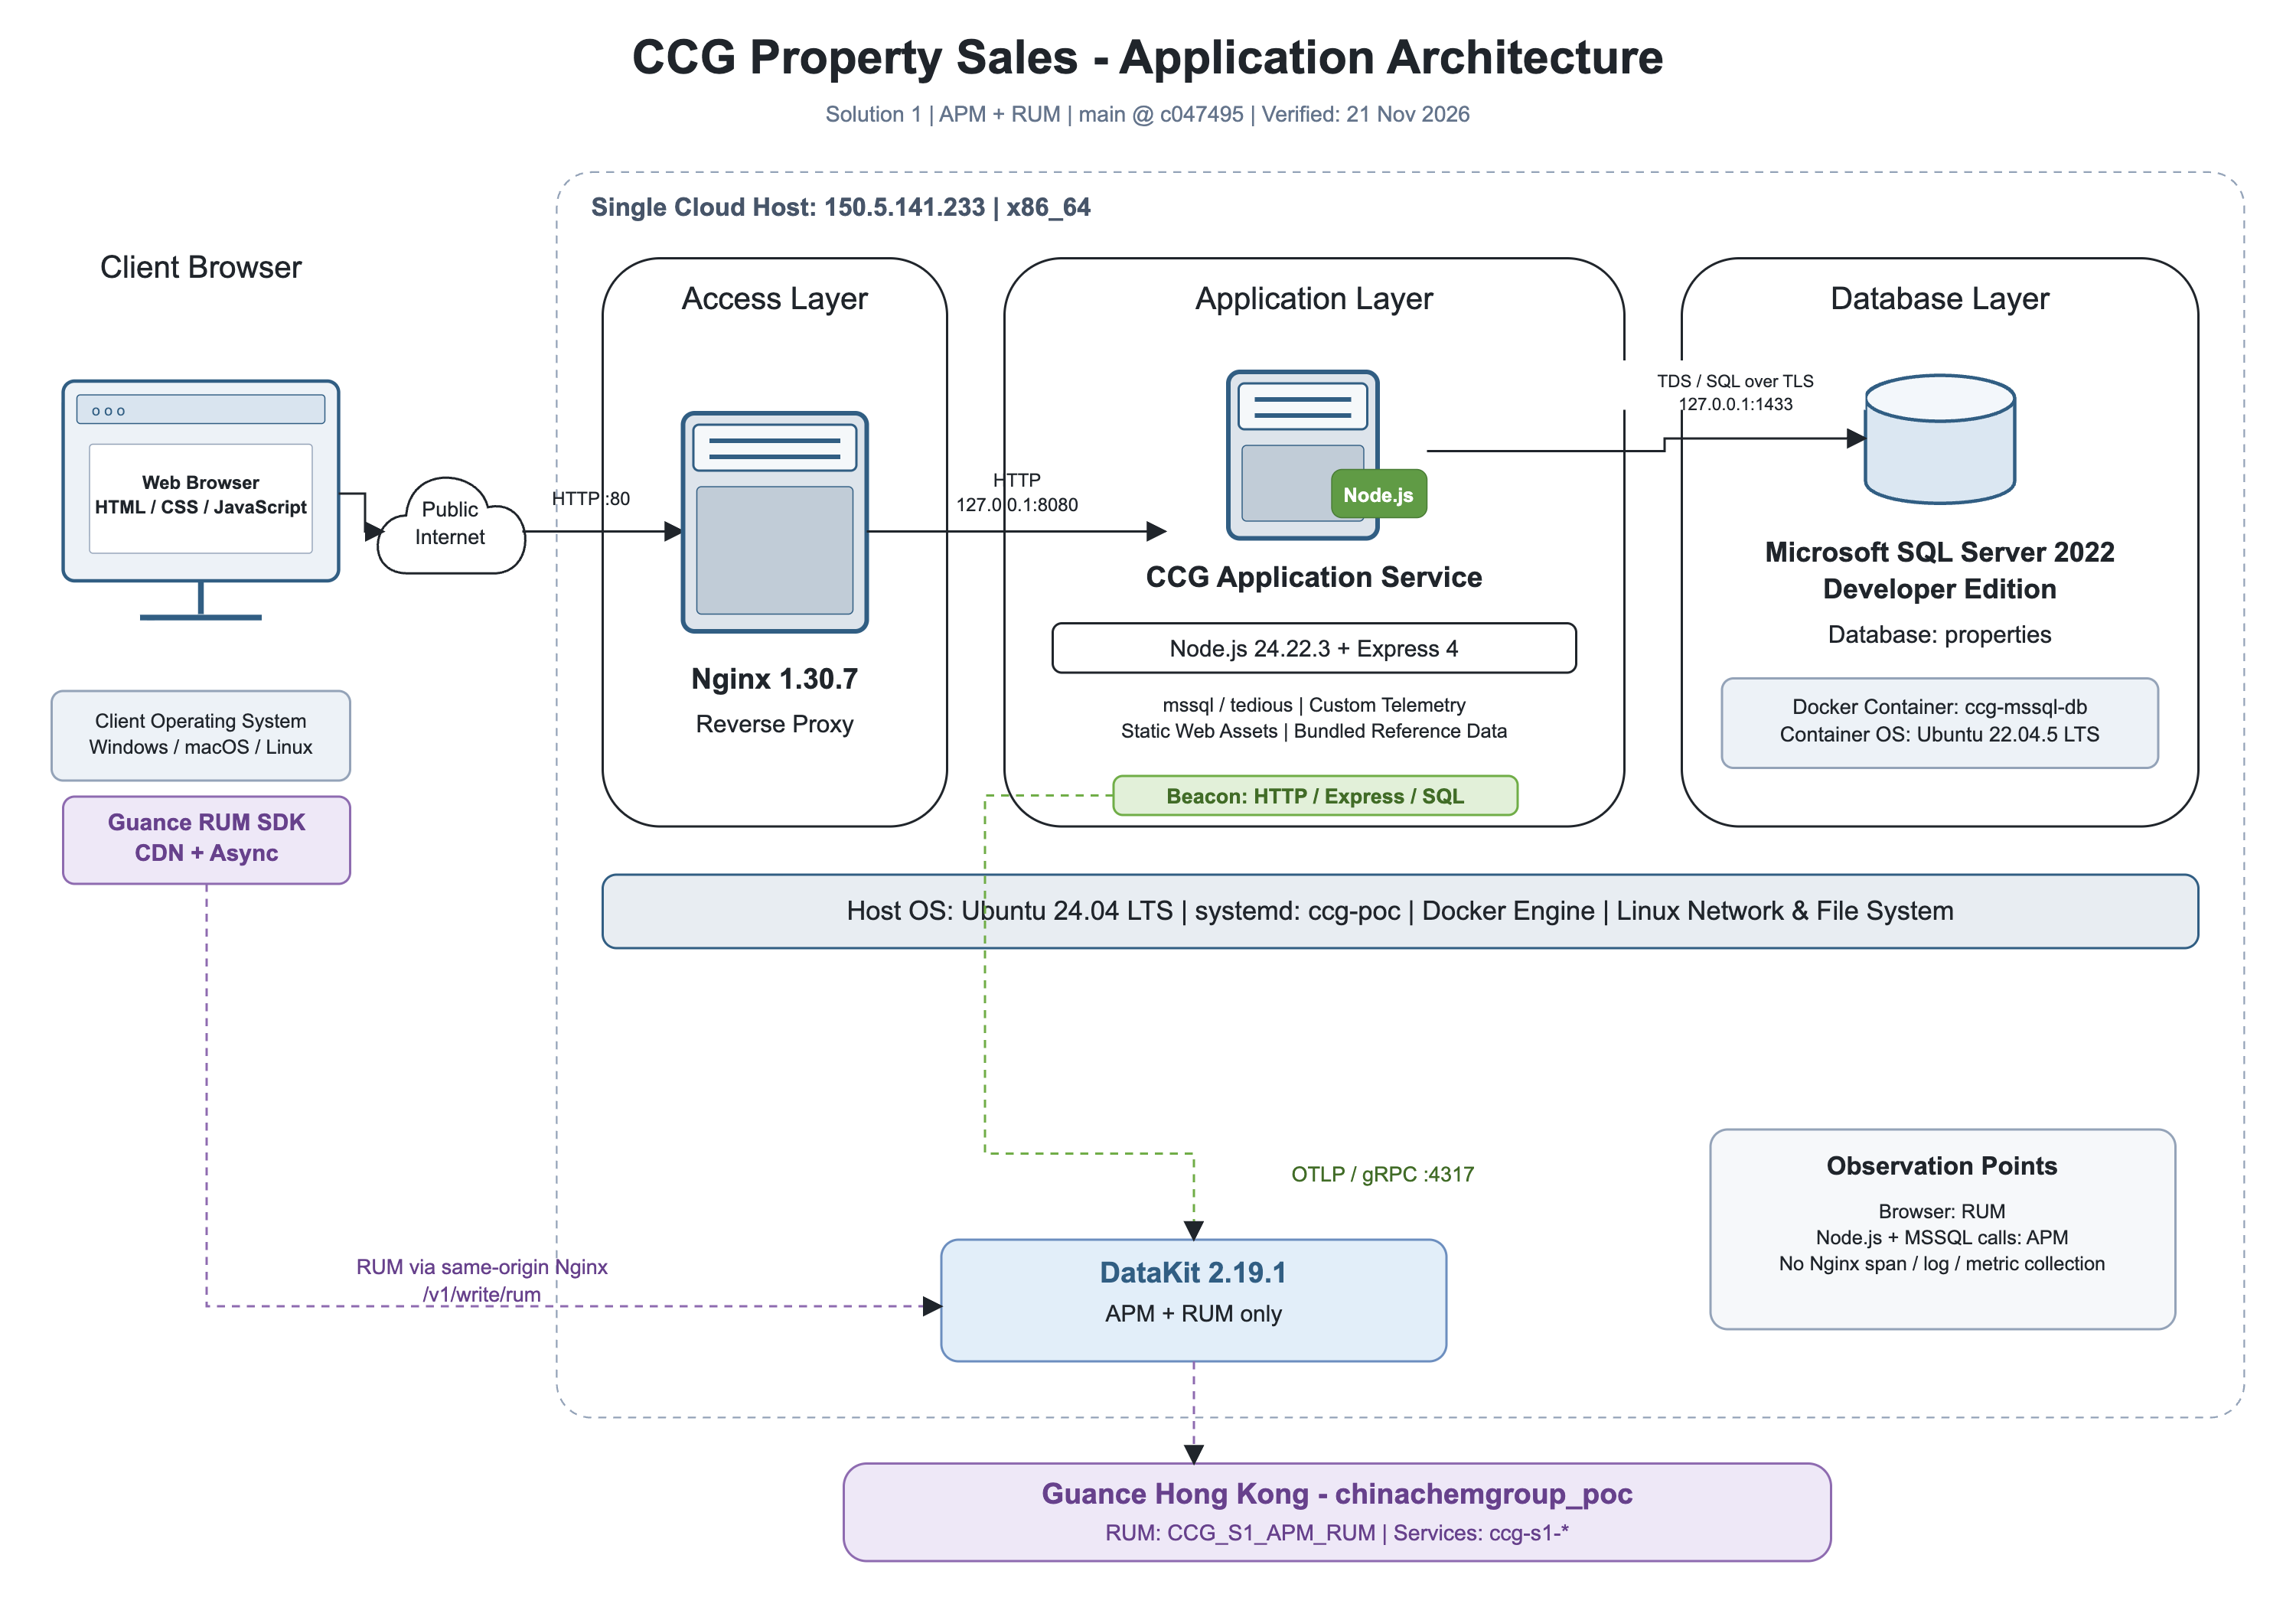 CCG Property Sales - Application Architecture
Solution 1 | APM + RUM | main @ c047495 | Verified: 21 Nov 2026
Single Cloud Host: 150.5.141.233 | x86_64
Client Browser
o o o
Web Browser
HTML / CSS / JavaScript
Public
Internet
HTTP :80
Client Operating System
Windows / macOS / Linux
Guance RUM SDK
CDN + Async
Access Layer
Nginx 1.30.7
Reverse Proxy
HTTP
127.0.0.1:8080
Application Layer
Node.js
CCG Application Service
Node.js 24.22.3 + Express 4
mssql / tedious | Custom Telemetry
Static Web Assets | Bundled Reference Data
Beacon: HTTP / Express / SQL
TDS / SQL over TLS
127.0.0.1:1433
Database Layer
Microsoft SQL Server 2022
Developer Edition
Database: properties
Docker Container: ccg-mssql-db
Container OS: Ubuntu 22.04.5 LTS
Host OS: Ubuntu 24.04 LTS | systemd: ccg-poc | Docker Engine | Linux Network & File System
OTLP / gRPC :4317
RUM via same-origin Nginx
/v1/write/rum
DataKit 2.19.1
APM + RUM only
Observation Points
Browser: RUM
Node.js + MSSQL calls: APM
No Nginx span / log / metric collection
Guance Hong Kong - chinachemgroup_poc
RUM: CCG_S1_APM_RUM | Services: ccg-s1-*